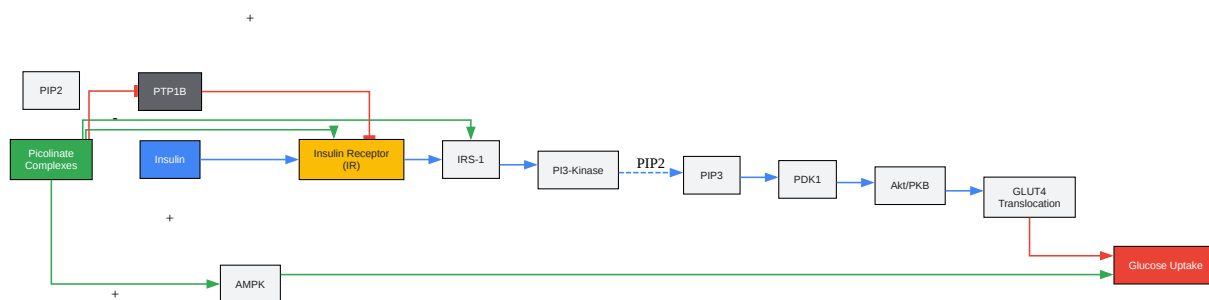 +
PIP2
PTP1B
-
Picolinate
Complexes
Insulin
Insulin Receptor
(IR)
IRS-1
PI3-Kinase
PIP2
PIP3
PDK1
Akt/PKB
GLUT4
Translocation
+
Glucose Uptake
AMPK
+